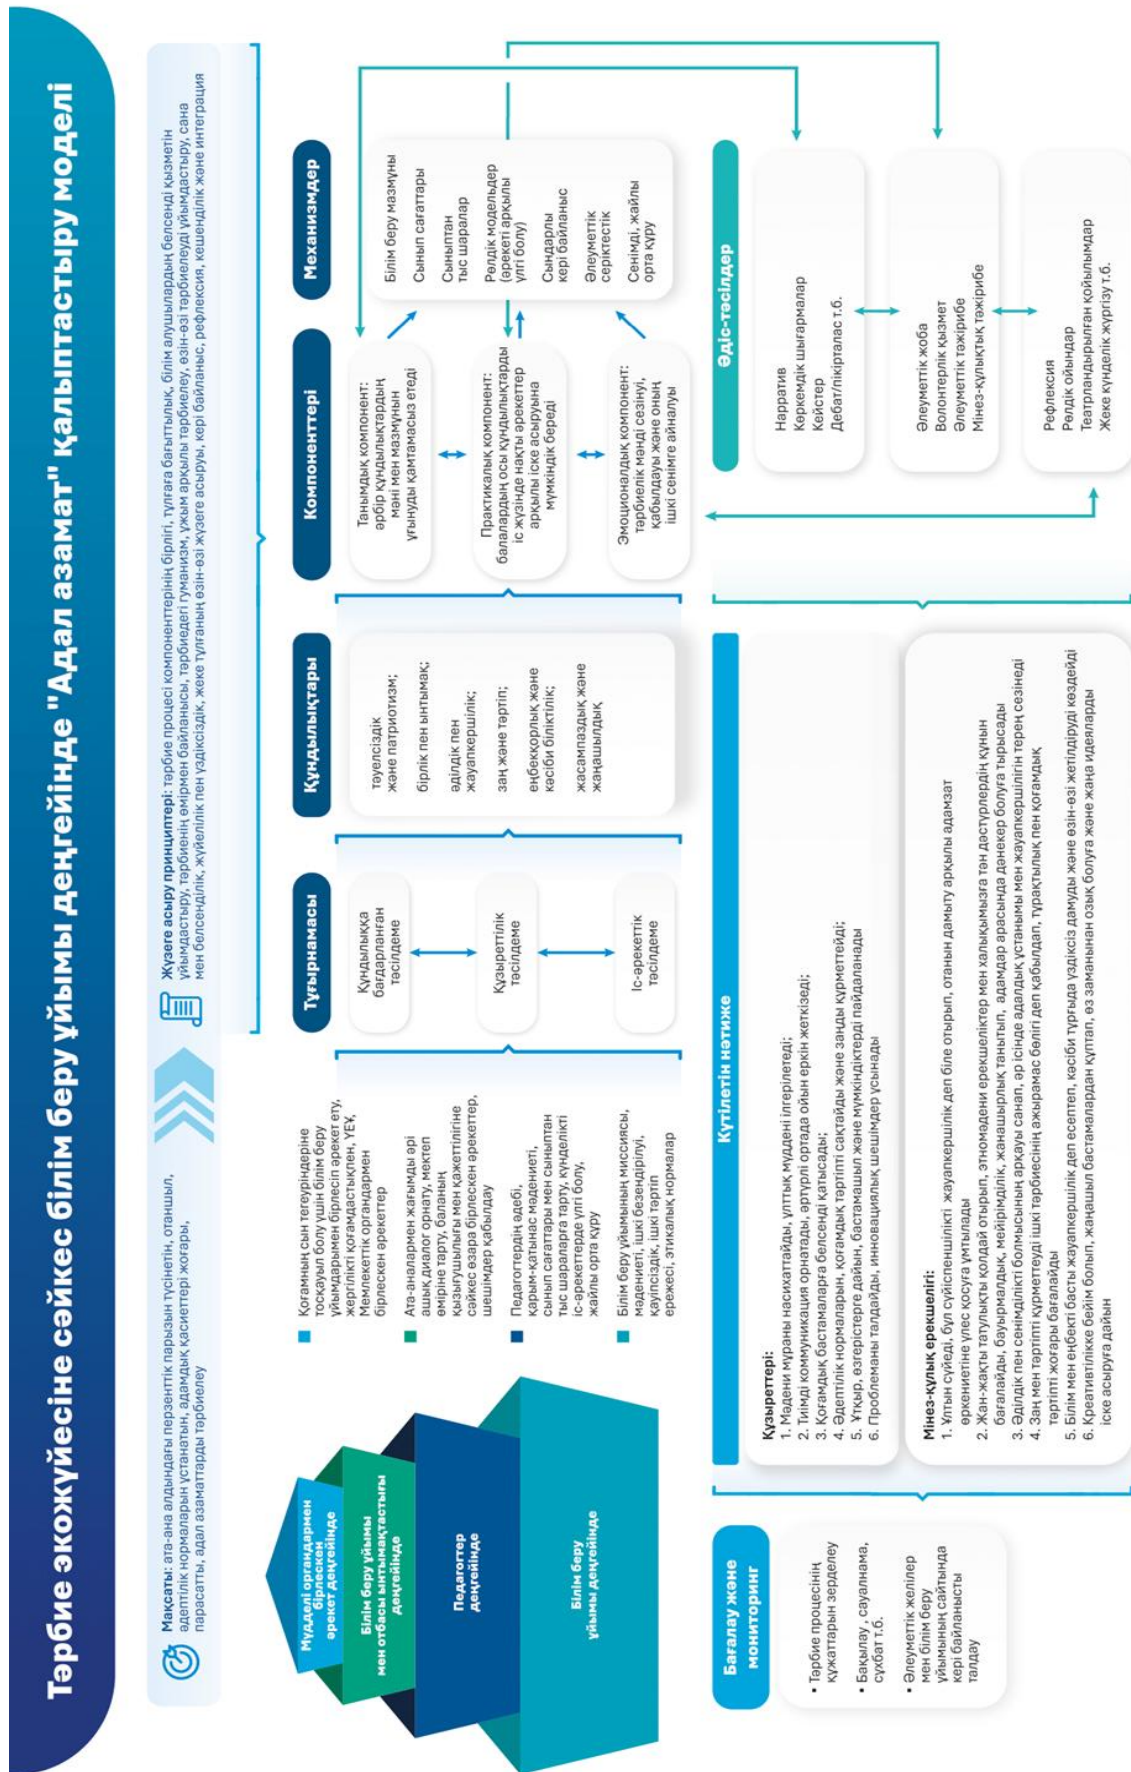 Тәрбие экожүйесіне сәйкес білім беру ұйымы деңгейінде "Адал азамат" қалыптастыру моделі
Мақсаты: ата-ана алдындағы перзенттік парызын түсінетін, отаншыл,
әдептілік нормаларын ұстанатын, адамдық қасиеттері жоғары,
парасатты, адал азаматтарды тәрбиелеу
Жүзеге асыру принциптері: тәрбие процесі компоненттерінің бірлігі, тұлғаға бағыттылық, білім алушылардың белсенді қызметін
ұйымдастыру, тәрбиенің өмірмен байланысы, тәрбиедегі гуманизм, ұжым арқылы тәрбиелеу, өзін-өзі тәрбиелеуді ұйымдастыру, сана
мен белсенділік, жүйелілік пен үздіксіздік, жеке тұлғаның өзін-өзі жүзеге асыруы, кері байланыс, рефлексия, кешенділік және интеграция
Мүдделі органдармен
бірлескен
әрекет деңгейінде
Білім беру ұйымы
мен отбасы ынтымақтастығы
деңгейінде
Педагогтер
деңгейінде
Білім беру
ұйымы деңгейінде
Қоғамның сын тегеуріндеріне
тосқауыл болу үшін білім беру
ұйымдарымен бірлесіп әрекет ету,
жергілікті қоғамдастықпен, ҮЕҰ,
Мемлекеттік органдармен
бірлескен әрекеттер
Ата-аналармен жағымды әрі
ашық диалог орнату, мектеп
өміріне тарту, баланың
қызығушылығы мен қажеттілігіне
сәйкес өзара бірлескен әрекеттер,
шешімдер қабылдау
Педагогтердің әдебі,
қарым-қатынас мәдениеті,
сынып сағаттары мен сыныптан
тыс шараларға тарту, күнделікті
іс-әрекеттерде үлгі болу,
жайлы орта құру
Білім беру ұйымының миссиясы,
мәдениеті, ішкі безендірілуі,
қауіпсіздік, ішкі тәртіп
ережесі, этикалық нормалар
Тұғырнамасы
Құндылыққа
бағдарланған
тәсілдеме
Құзыреттілік
тәсілдеме
Іс-әрекеттік
тәсілдеме
Құндылықтары
тәуелсіздік
және патриотизм;
бірлік пен ынтымақ;
әділдік пен
жауапкершілік;
заң және тәртіп;
еңбекқорлық және
кәсіби біліктілік;
жасампаздық және
жаңашылдық
Компоненттері
Танымдық компонент:
әрбір құндылықтардың
мәні мен мазмұнын
ұғынуды қамтамасыз етеді
Практикалық компонент:
балалардың осы құндылықтарды
іс жүзінде нақты әрекеттер
арқылы іске асыруына
мүмкіндік береді
Эмоционалдық компонент:
тәрбиелік мәнді сезінуі,
қабылдауы және оның
ішкі сенімге айналуы
Механизмдер
Білім беру мазмұны
Сынып сағаттары
Сыныптан
тыс шаралар
Рөлдік модельдер
(әрекеті арқылы
үлгі болу)
Сындарлы
кері байланыс
Әлеуметтік
серіктестік
Сенімді, жайлы
орта құру
Бағалау және
мониторинг
▪ Тәрбие процесінің
құжаттарын зерделеу
▪ Бақылау, сауалнама,
сұхбат т.б.
▪ Әлеуметтік желілер
мен білім беру
ұйымының сайтында
кері байланысты
талдау
Күтілетін нәтиже
Құзыреттері:
1. Мәдени мұраны насихаттайды, ұлттық мүддені ілгерілетеді;
2. Тиімді коммуникация орнатады, әртүрлі ортада ойын еркін жеткізеді;
3. Қоғамдық бастамаларға белсенді қатысады;
4. Әдептілік нормаларын, қоғамдық тәртіпті сақтайды және заңды құрметтейді;
5. Ұтқыр, өзгерістерге дайын, бастамашыл және мүмкіндіктерді пайдаланады
6. Проблеманы талдайды, инновациялық шешімдер ұсынады
Мінез-құлық ерекшелігі:
1. Ұлтын сүйеді, бұл сүйіспеншілікті жауапкершілік деп біле отырып, отанын дамыту арқылы адамзат
өркениетіне үлес қосуға ұмтылады
2. Жан-жақты татулықты қолдай отырып, этномәдени ерекшеліктер мен халқымызға тән дәстүрлердің құнын
бағалайды, бауырмалдық, мейірімділік, жанашырлық танытып, адамдар арасында дәнекер болуға тырысады
3. Әділдік пен сенімділікті болмысының арқауы санап, әр ісінде адалдық ұстанымы мен жауапкершілігін терең сезінеді
4. Заң мен тәртіпті құрметтеуді ішкі тәрбиесінің ажырамас бөлігі деп қабылдап, тұрақтылық пен қоғамдық
тәртіпті жоғары бағалайды
5. Білім мен еңбекті басты жауапкершілік деп есептеп, кәсіби тұрғыда үздіксіз дамуды және өзін-өзі жетілдіруді көздейді
6. Креативтілікке бейім болып, жаңашыл бастамалардан құптап, өз заманынан озық болуға және жаңа идеяларды
іске асыруға дайын
Әдіс-тәсілдер
Нарратив
Көркемдік шығармалар
Кейстер
Дебат/пікірталас т.б.
Әлеуметтік жоба
Волонтерлік қызмет
Әлеуметтік тәжірибе
Мінез-құлықтық тәжірибе
Рефлексия
Рөлдік ойындар
Театрландырылған қойылымдар
Жеке күнделік жүргізу т.б.